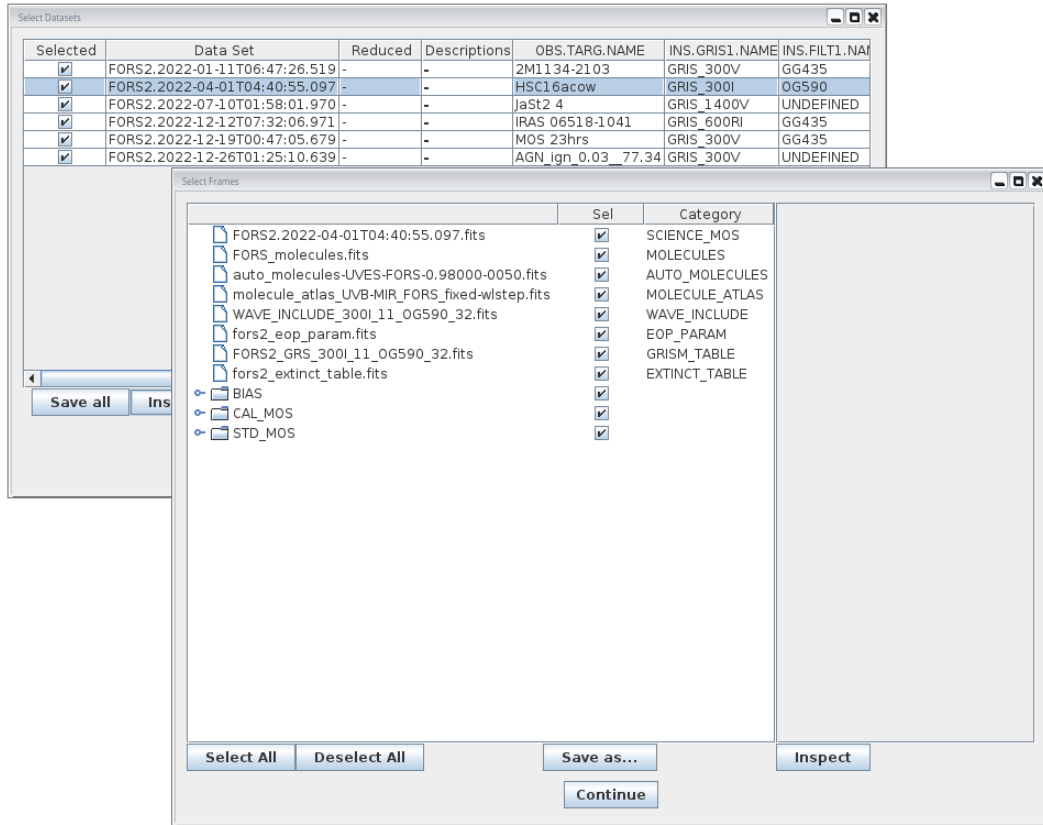 Select Datasets
Selected Data Set Reduced Descriptions OBS.TARG.NAME INS.GRIS1.NAME INS.FILT1.NAM
FORS2.2022-01-11T06:47:26.519 - - 2M1134-2103 GRIS_300V GG435
FORS2.2022-04-01T04:40:55.097 - - HSC16acow GRIS_300I OG590
FORS2.2022-07-10T01:58:01.970 - - JaSt2 4 GRIS_1400V UNDEFINED
FORS2.2022-12-12T07:32:06.971 - - IRAS 06518-1041 GRIS_600RI GG435
FORS2.2022-12-19T00:47:05.679 - - MOS 23hrs GRIS_300V GG435
FORS2.2022-12-26T01:25:10.639 - - AGN_ign_0.03__77.34 GRIS_300V UNDEFINED
Save all Ins
Select Frames
Sel Category
FORS2.2022-04-01T04:40:55.097.fits SCIENCE_MOS
FORS_molecules.fits MOLECULES
auto_molecules-UVES-FORS-0.98000-0050.fits AUTO_MOLECULES
molecule_atlas_UVB-MIR_FORS_fixed-wlstep.fits MOLECULE_ATLAS
WAVE_INCLUDE_300I_11_OG590_32.fits WAVE_INCLUDE
fors2_eop_param.fits EOP_PARAM
FORS2_GRS_300I_11_OG590_32.fits GRISM_TABLE
fors2_extinct_table.fits EXTINCT_TABLE
BIAS
CAL_MOS
STD_MOS
Select All Deselect All Save as... Inspect
Continue